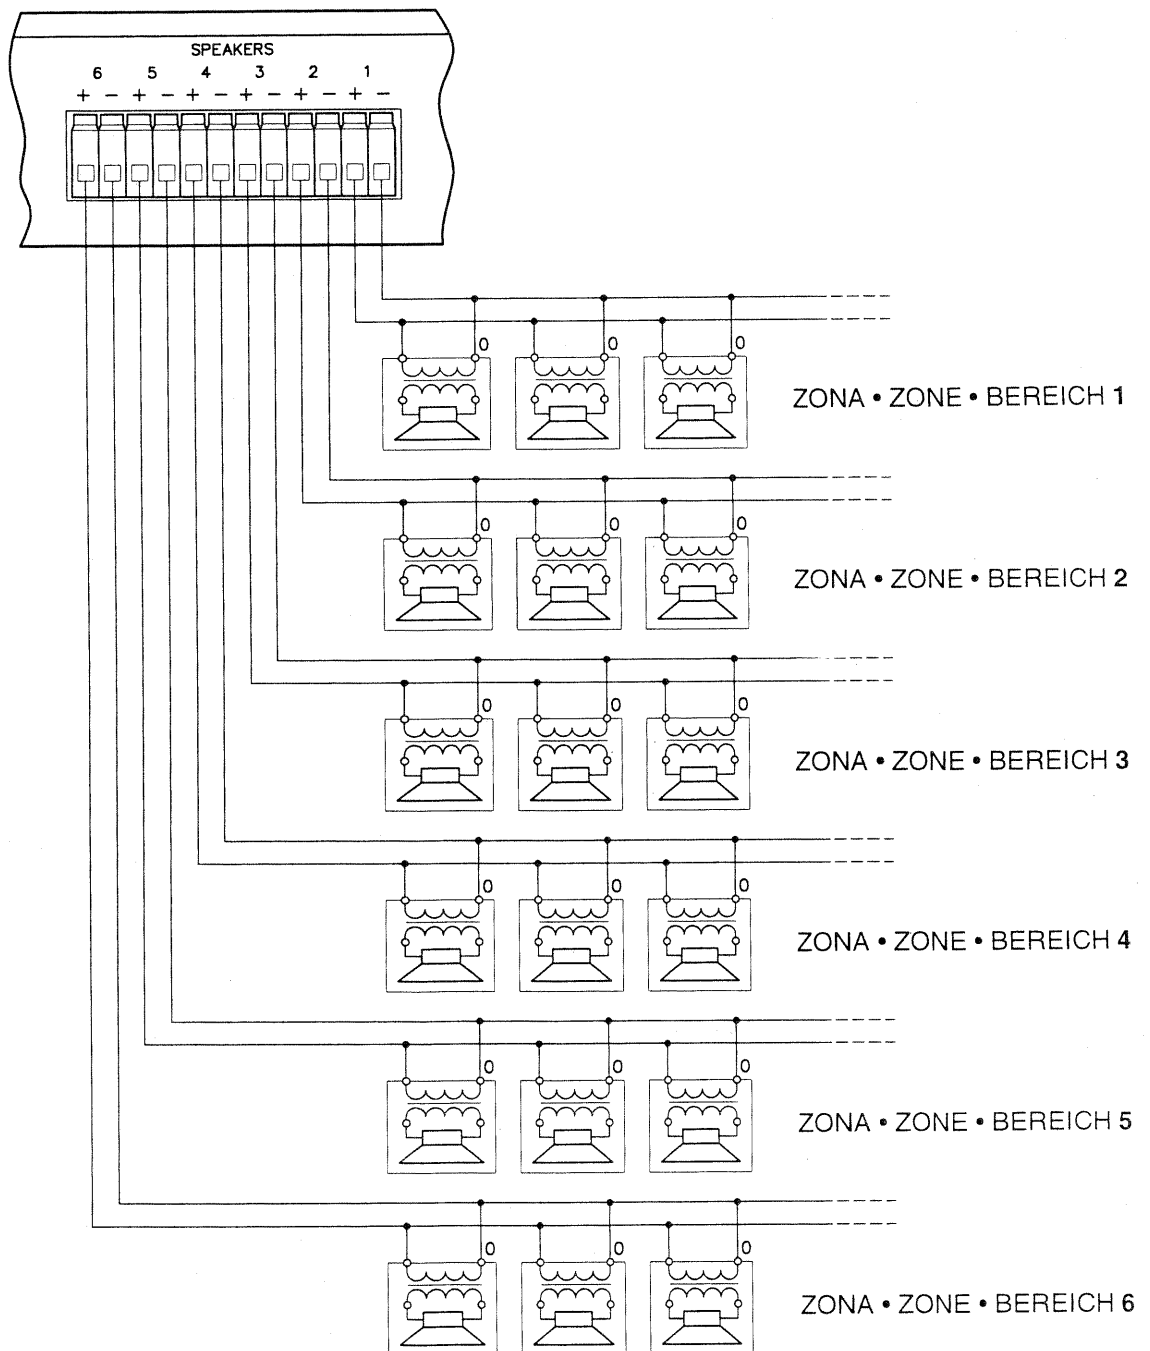 SPEAKERS
6 5 4 3 2 1
+ − + − + − + − + − + −
0 0 0
ZONA • ZONE • BEREICH 1
0 0 0
ZONA • ZONE • BEREICH 2
0 0 0
ZONA • ZONE • BEREICH 3
0 0 0
ZONA • ZONE • BEREICH 4
0 0 0
ZONA • ZONE • BEREICH 5
0 0 0
ZONA • ZONE • BEREICH 6